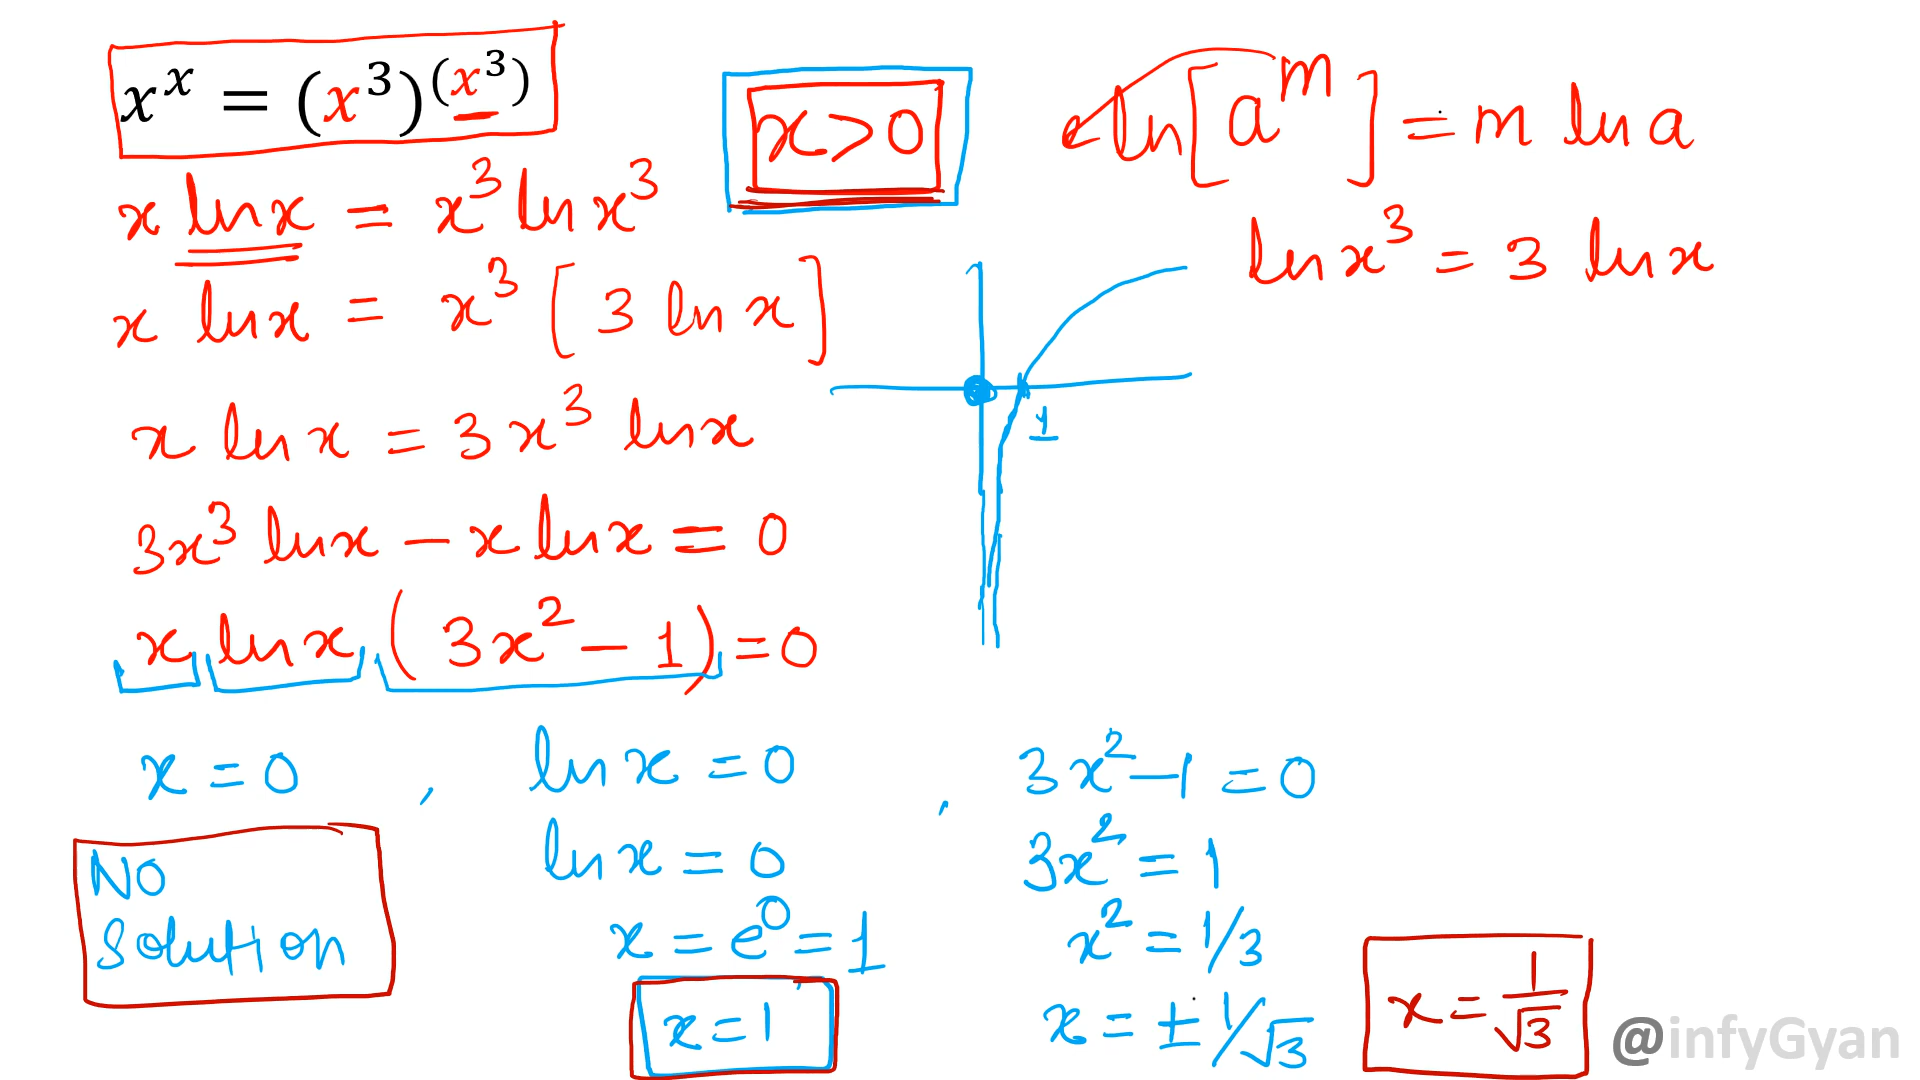 x^x = (x^3)^(x^3)
x ln x = x^3 ln x^3
x ln x = x^3 [3 ln x]
x ln x = 3x^3 ln x
3x^3 ln x − x ln x = 0
x ln x (3x^2 − 1) = 0
x > 0
ln[a^m] = m ln a
ln x^3 = 3 ln x
1
x = 0 , ln x = 0 , 3x^2 − 1 = 0
NO
Solution
ln x = 0
x = e^0 = 1
x = 1
3x^2 = 1
x^2 = 1/3
x = ± 1/√3
x = 1/√3
@infyGyan